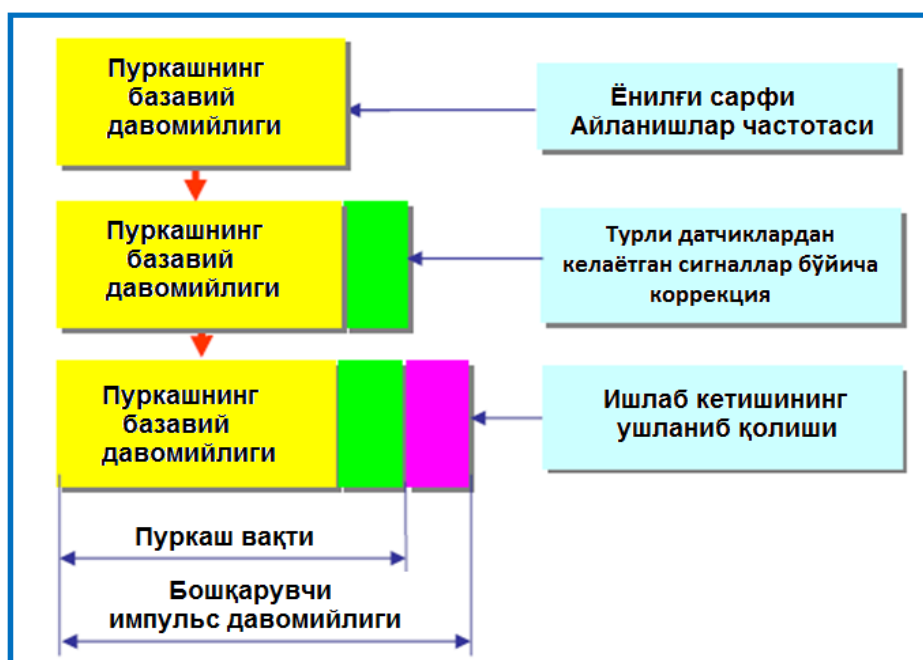 Пуркашнинг
базавий
давомийлиги
Ёнилғи сарфи
Айланишлар частотаси
Пуркашнинг
базавий
давомийлиги
Турли датчиклардан
келаётган сигналлар бўйича
коррекция
Пуркашнинг
базавий
давомийлиги
Ишлаб кетишининг
ушланиб қолиши
Пуркаш вақти
Бошқарувчи
импульс давомийлиги